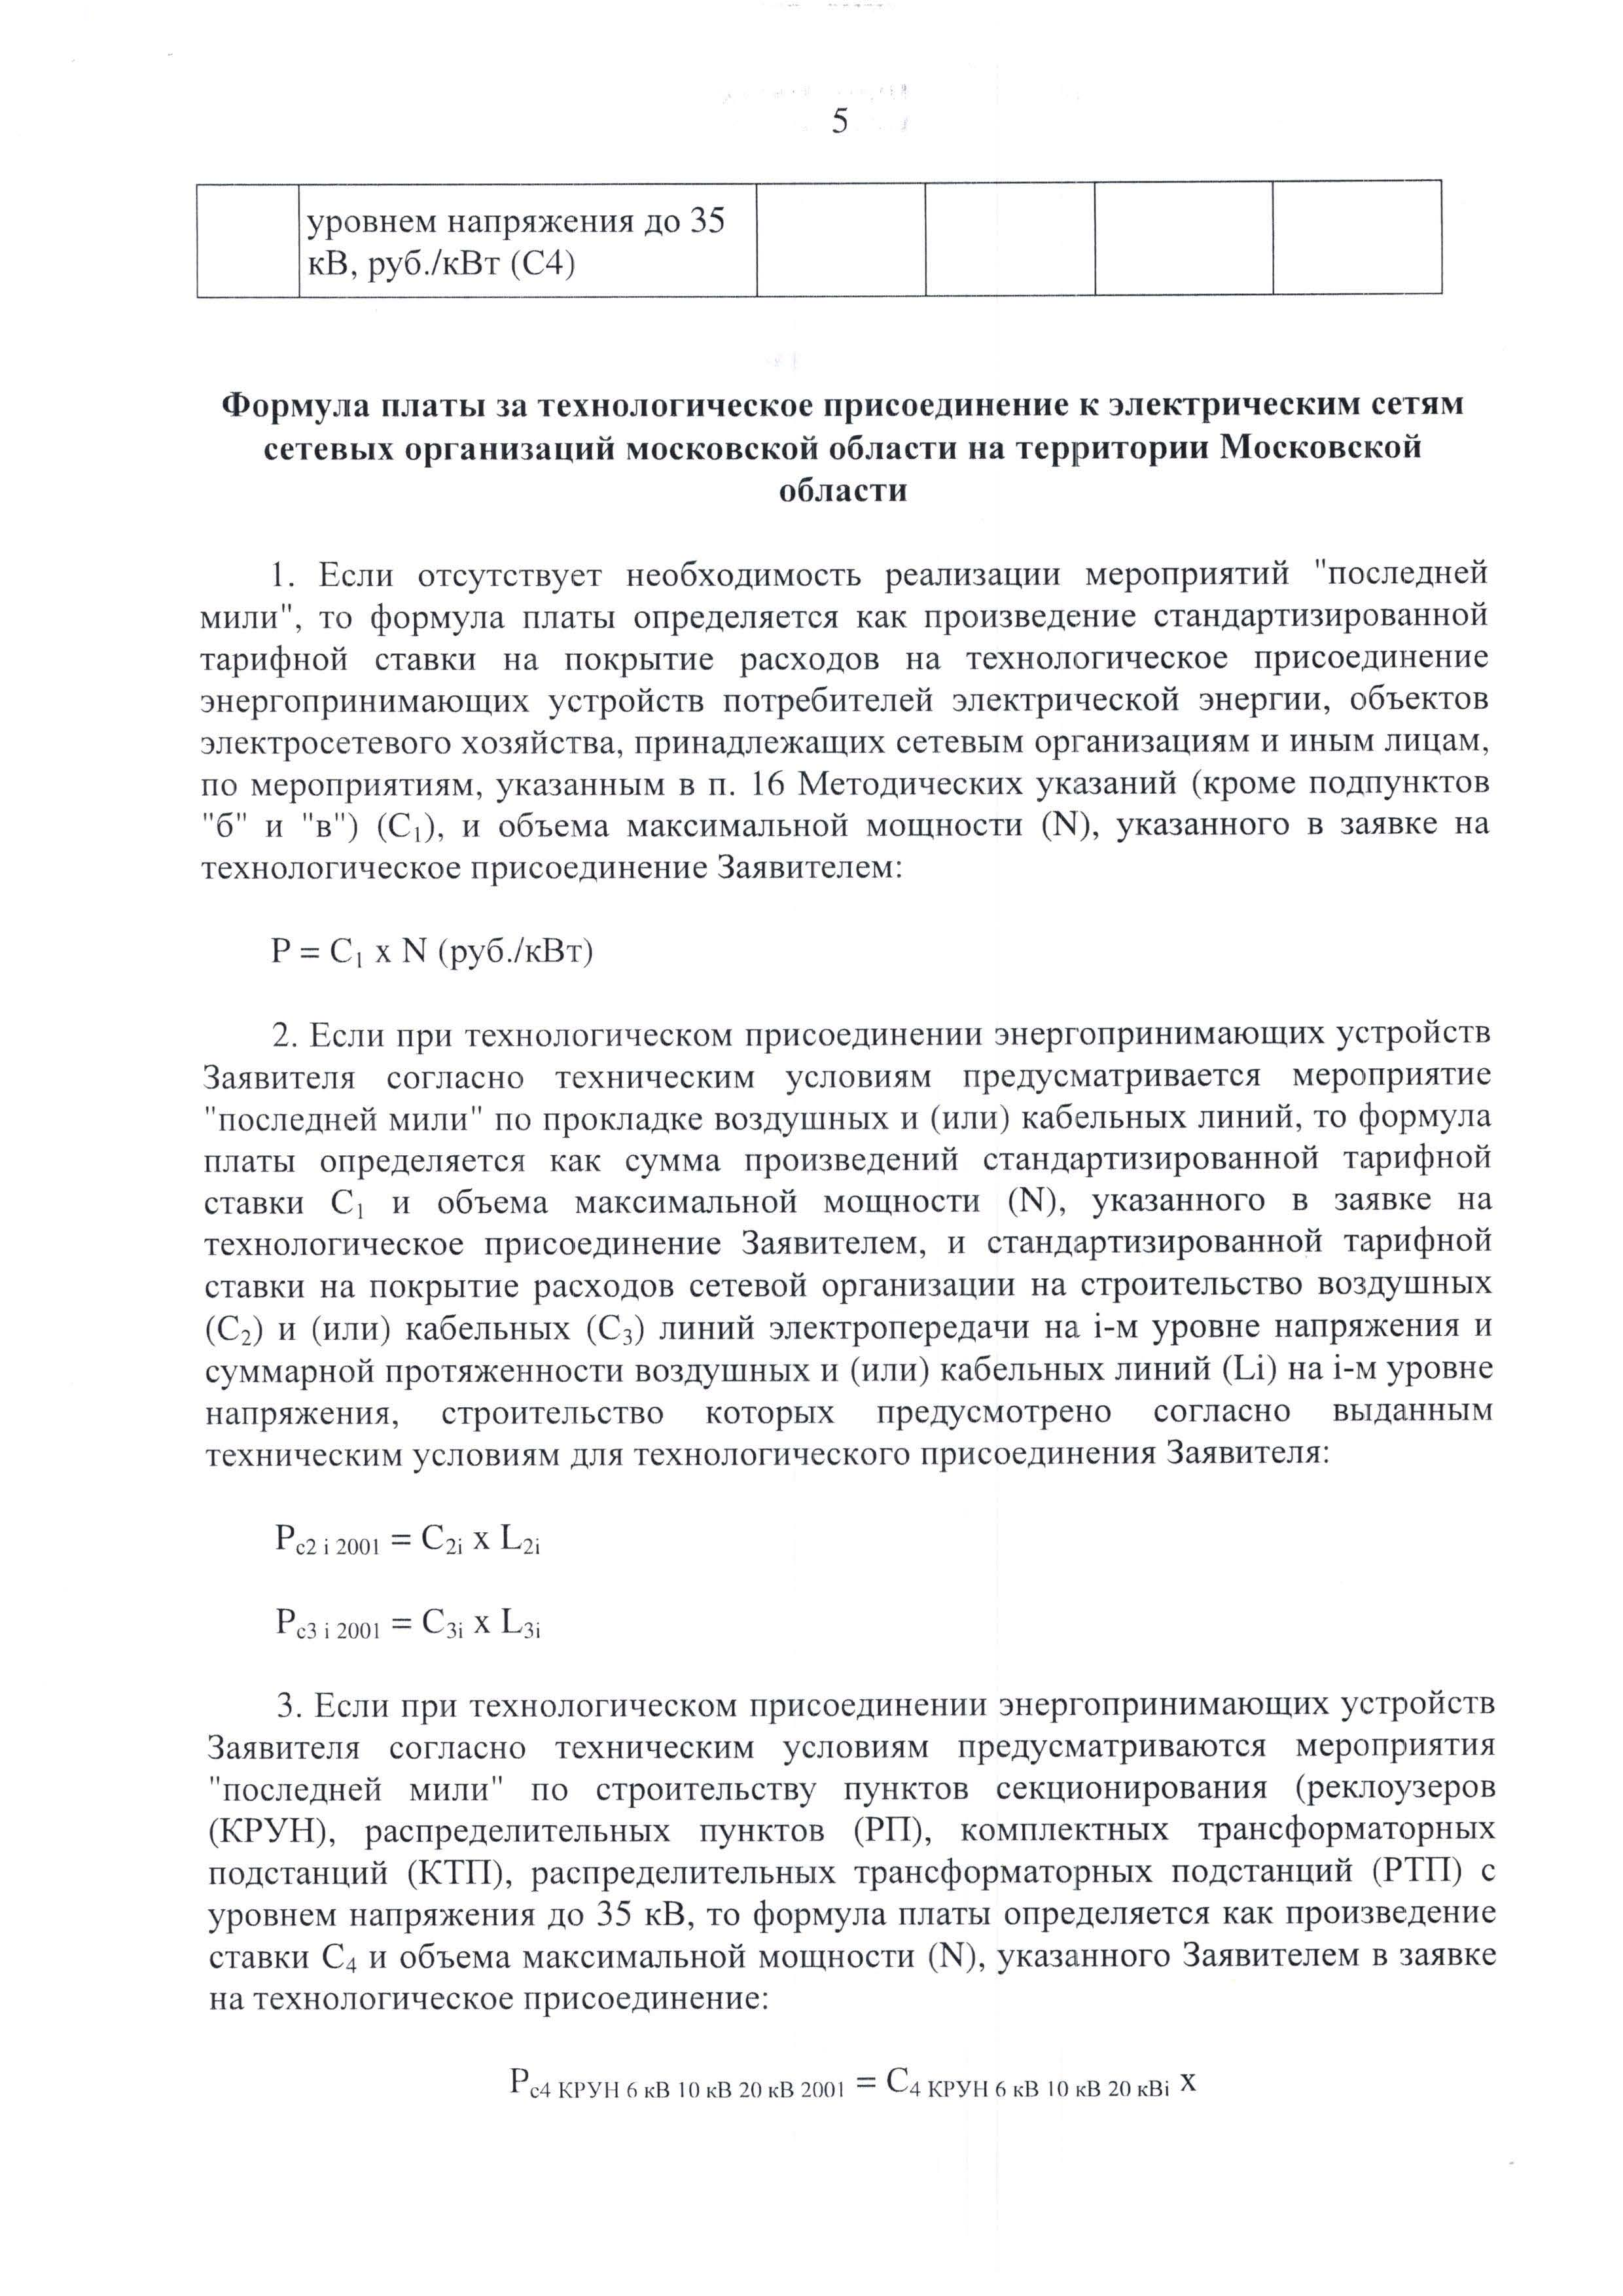 5
уровнем напряжения до 35
кВ, руб./кВт (С4)
Формула платы за технологическое присоединение к электрическим сетям
сетевых организаций московской области на территории Московской
области
1. Если отсутствует необходимость реализации мероприятий "последней
мили", то формула платы определяется как произведение стандартизированной
тарифной ставки на покрытие расходов на технологическое присоединение
энергопринимающих устройств потребителей электрической энергии, объектов
электросетевого хозяйства, принадлежащих сетевым организациям и иным лицам,
по мероприятиям, указанным в п. 16 Методических указаний (кроме подпунктов
"б" и "в") (С₁), и объема максимальной мощности (N), указанного в заявке на
технологическое присоединение Заявителем:
Р = С₁ х N (руб./кВт)
2. Если при технологическом присоединении энергопринимающих устройств
Заявителя согласно техническим условиям предусматривается мероприятие
"последней мили" по прокладке воздушных и (или) кабельных линий, то формула
платы определяется как сумма произведений стандартизированной тарифной
ставки С₁ и объема максимальной мощности (N), указанного в заявке на
технологическое присоединение Заявителем, и стандартизированной тарифной
ставки на покрытие расходов сетевой организации на строительство воздушных
(С₂) и (или) кабельных (С₃) линий электропередачи на i-м уровне напряжения и
суммарной протяженности воздушных и (или) кабельных линий (Li) на i-м уровне
напряжения, строительство которых предусмотрено согласно выданным
техническим условиям для технологического присоединения Заявителя:
Рс2 i 2001 = С2i х L2i
Рс3 i 2001 = С3i х L3i
3. Если при технологическом присоединении энергопринимающих устройств
Заявителя согласно техническим условиям предусматриваются мероприятия
"последней мили" по строительству пунктов секционирования (реклоузеров
(КРУН), распределительных пунктов (РП), комплектных трансформаторных
подстанций (КТП), распределительных трансформаторных подстанций (РТП) с
уровнем напряжения до 35 кВ, то формула платы определяется как произведение
ставки С₄ и объема максимальной мощности (N), указанного Заявителем в заявке
на технологическое присоединение:
Рс4 КРУН 6 кВ 10 кВ 20 кВ 2001 = С4 КРУН 6 кВ 10 кВ 20 кВi х